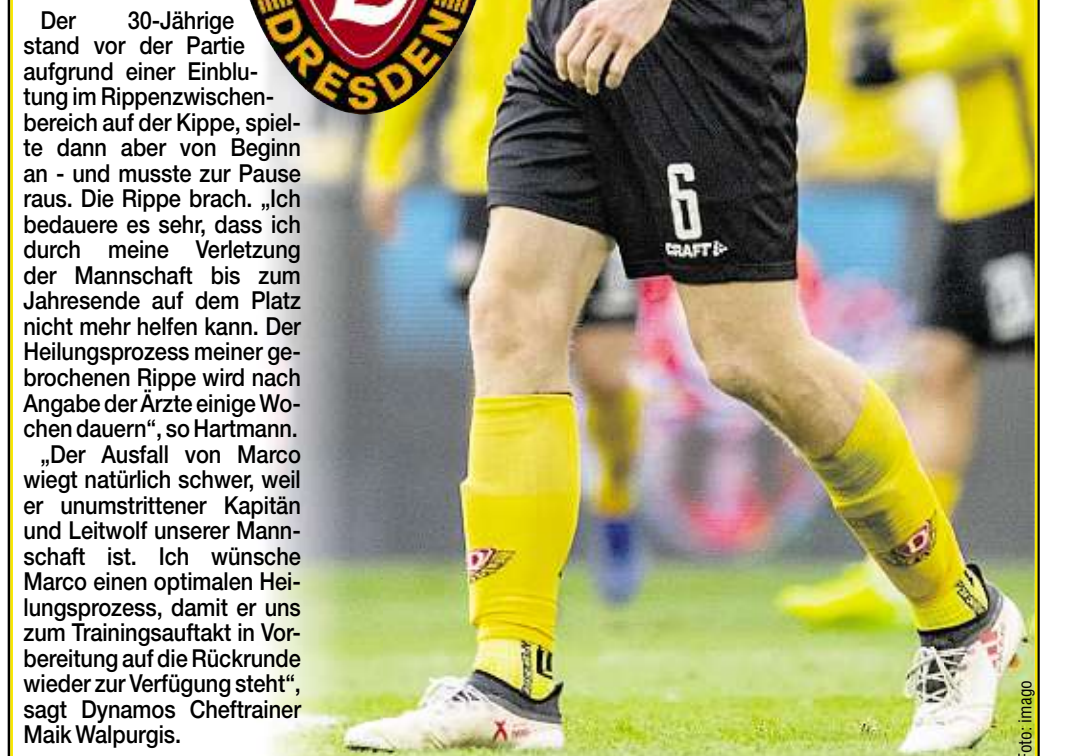 Der 30-Jährige
stand vor der Partie
aufgrund einer Einblu-
tung im Rippenzwischen-
bereich auf der Kippe, spiel-
te dann aber von Beginn
an - und musste zur Pause
raus. Die Rippe brach. „Ich
bedauere es sehr, dass ich
durch meine Verletzung
der Mannschaft bis zum
Jahresende auf dem Platz
nicht mehr helfen kann. Der
Heilungsprozess meiner ge-
brochenen Rippe wird nach
Angabe der Ärzte einige Wo-
chen dauern“, so Hartmann.
„Der Ausfall von Marco
wiegt natürlich schwer, weil
er unumstrittener Kapitän
und Leitwolf unserer Mann-
schaft ist. Ich wünsche
Marco einen optimalen Hei-
lungsprozess, damit er uns
zum Trainingsauftakt in Vor-
bereitung auf die Rückrunde
wieder zur Verfügung steht“,
sagt Dynamos Cheftrainer
Maik Walpurgis.
DRESDEN
6
CRAFT
D
D
Foto: imago